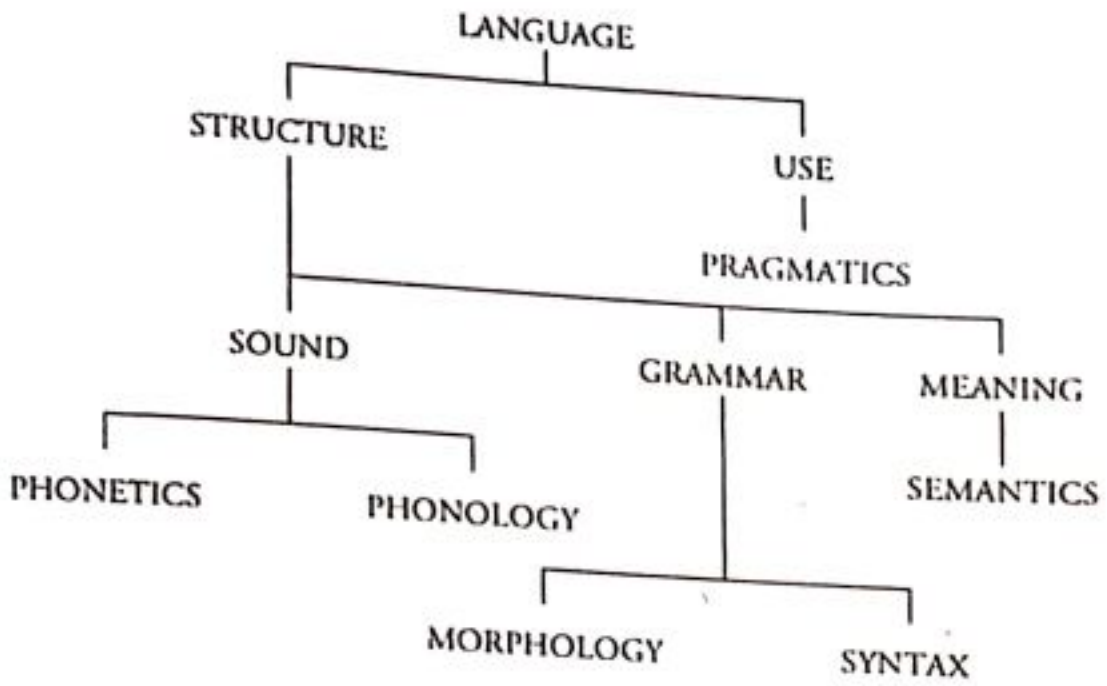 LANGUAGE
STRUCTURE
USE
PRAGMATICS
SOUND
GRAMMAR
MEANING
PHONETICS
PHONOLOGY
SEMANTICS
MORPHOLOGY
SYNTAX